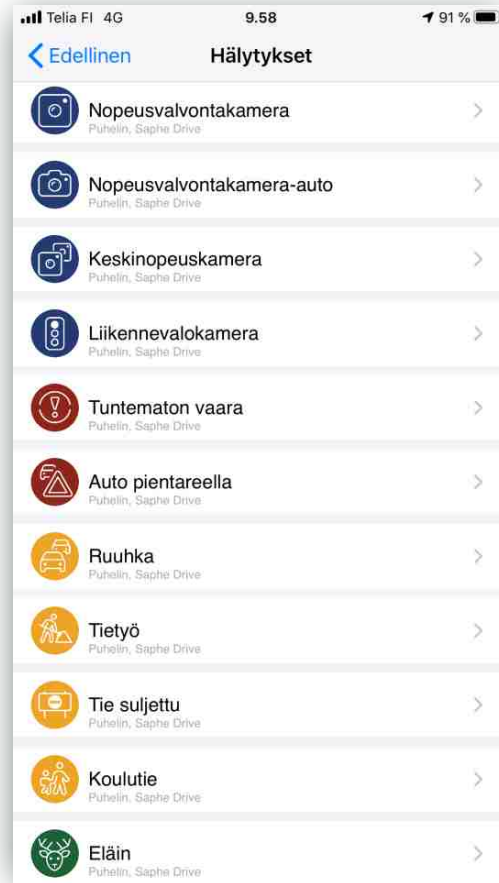 Telia FI 4G 9.58 91 %
Edellinen Hälytykset
Nopeusvalvontakamera
Puhelin, Saphe Drive
Nopeusvalvontakamera-auto
Puhelin, Saphe Drive
Keskinopeuskamera
Puhelin, Saphe Drive
Liikennevalokamera
Puhelin, Saphe Drive
Tuntematon vaara
Puhelin, Saphe Drive
Auto pientareella
Puhelin, Saphe Drive
Ruuhka
Puhelin, Saphe Drive
Tietyö
Puhelin, Saphe Drive
Tie suljettu
Puhelin, Saphe Drive
Koulutie
Puhelin, Saphe Drive
Eläin
Puhelin, Saphe Drive